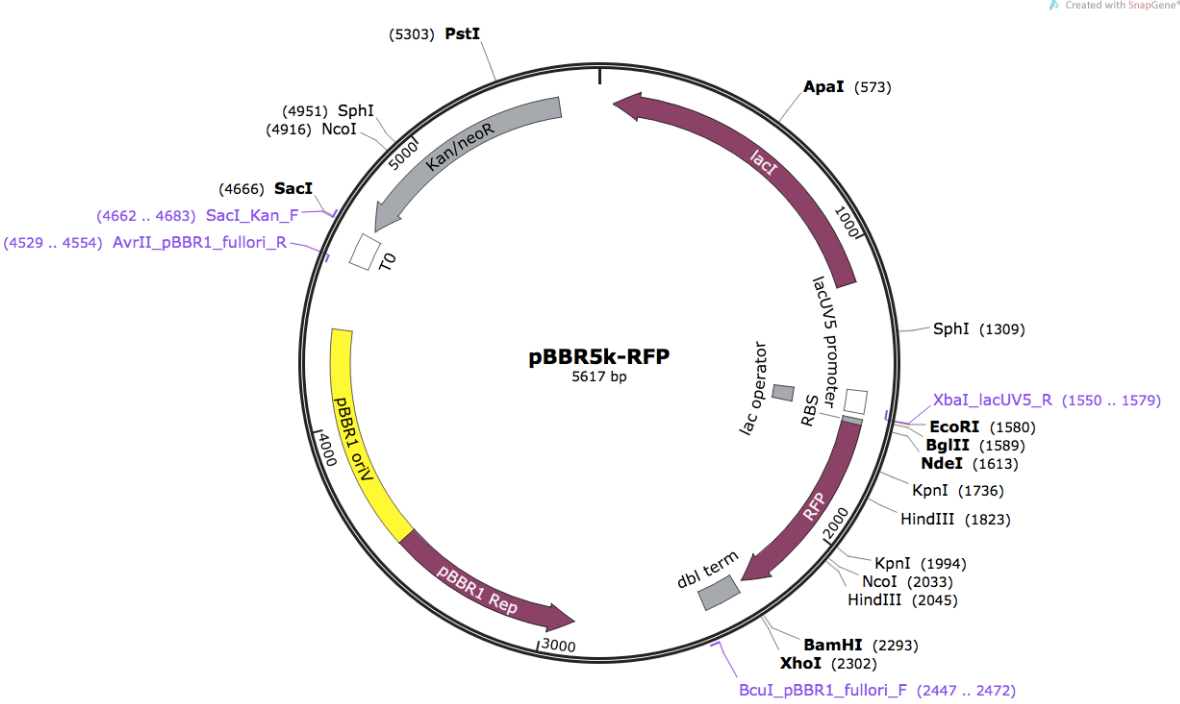 Created with SnapGene®
(5303) PstI
ApaI (573)
(4951) SphI
(4916) NcoI
5000
Kan/neoR
lacI
(4666) SacI
(4662 .. 4683) SacI_Kan_F
(4529 .. 4554) AvrII_pBBR1_fullori_R
T0
1000
lacUV5 promoter
SphI (1309)
pBBR5k-RFP
5617 bp
lac operator
RBS
XbaI_lacUV5_R (1550 .. 1579)
EcoRI (1580)
BglII (1589)
NdeI (1613)
pBBR1 oriV
4000
KpnI (1736)
RFP
HindIII (1823)
2000
KpnI (1994)
NcoI (2033)
HindIII (2045)
dbl term
pBBR1 Rep
3000
BamHI (2293)
XhoI (2302)
BcuI_pBBR1_fullori_F (2447 .. 2472)